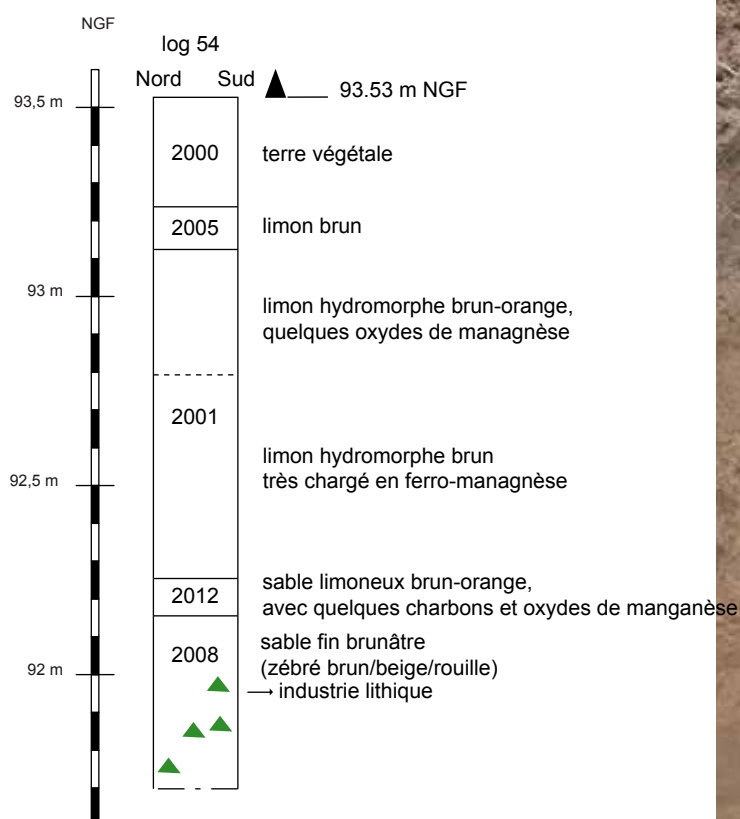 NGF
log 54
Nord Sud
93.53 m NGF
93,5 m
2000
terre végétale
2005
limon brun
93 m
limon hydromorphe brun-orange,
quelques oxydes de managnèse
2001
limon hydromorphe brun
très chargé en ferro-managnèse
92,5 m
2012
sable limoneux brun-orange,
avec quelques charbons et oxydes de manganèse
2008
sable fin brunâtre
(zébré brun/beige/rouille)
92 m
→ industrie lithique